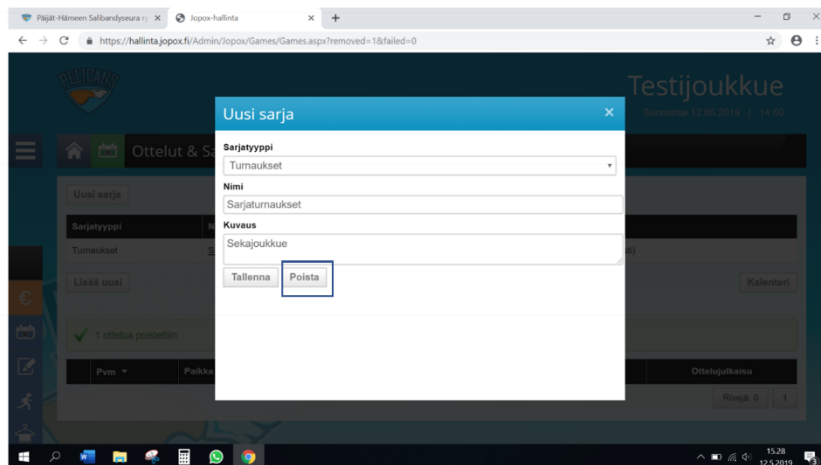 Päijät-Hämeen Salibandyseura ry
Jopox-hallinta
https://hallinta.jopox.fi/Admin/Jopox/Games/Games.aspx?removed=1&failed=0
PELICANS
Testijoukkue
Sunnuntai 12.05.2019 | 14:50
Uusi sarja
Ottelut & Sa
Sarjatyyppi
Turnaukset
Nimi
Sarjaturnaukset
Kuvaus
Sekajoukkue
Tallenna Poista
Uusi sarja
Sarjatyyppi N
Turnaukset S
Lisää uusi Kalenteri
1 ottelua poistettiin
Pvm Paikka Ottelujulkaisu
Rivejä: 0 1
15.28
12.5.2019